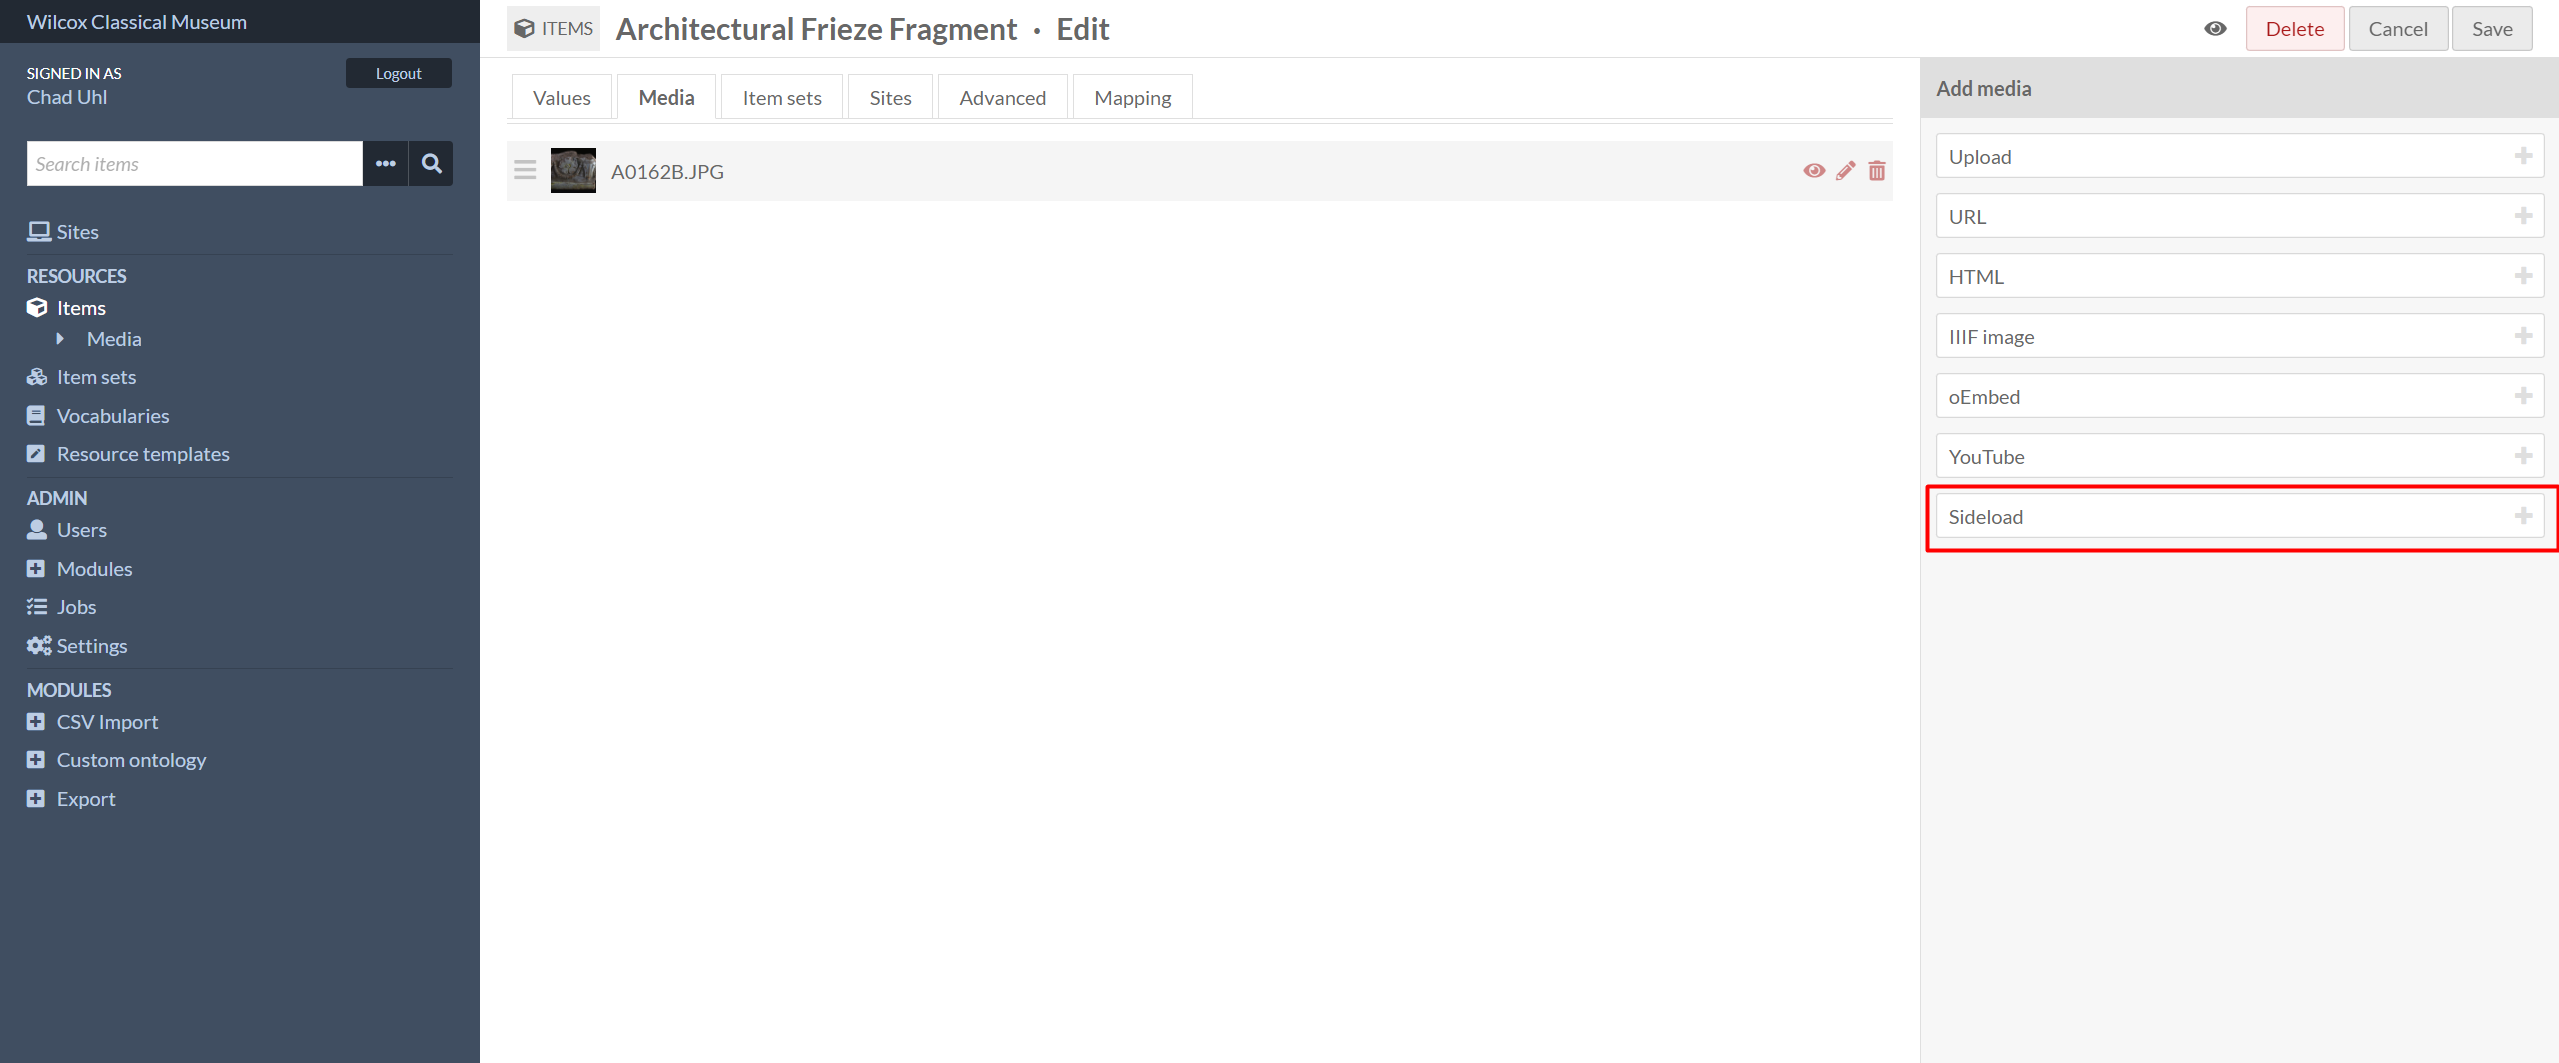 Wilcox Classical Museum
SIGNED IN AS
Chad Uhl
Logout
Search items
Sites
RESOURCES
Items
Media
Item sets
Vocabularies
Resource templates
ADMIN
Users
Modules
Jobs
Settings
MODULES
CSV Import
Custom ontology
Export
ITEMS Architectural Frieze Fragment · Edit
Delete Cancel Save
Values Media Item sets Sites Advanced Mapping
A0162B.JPG
Add media
Upload
URL
HTML
IIIF image
oEmbed
YouTube
Sideload